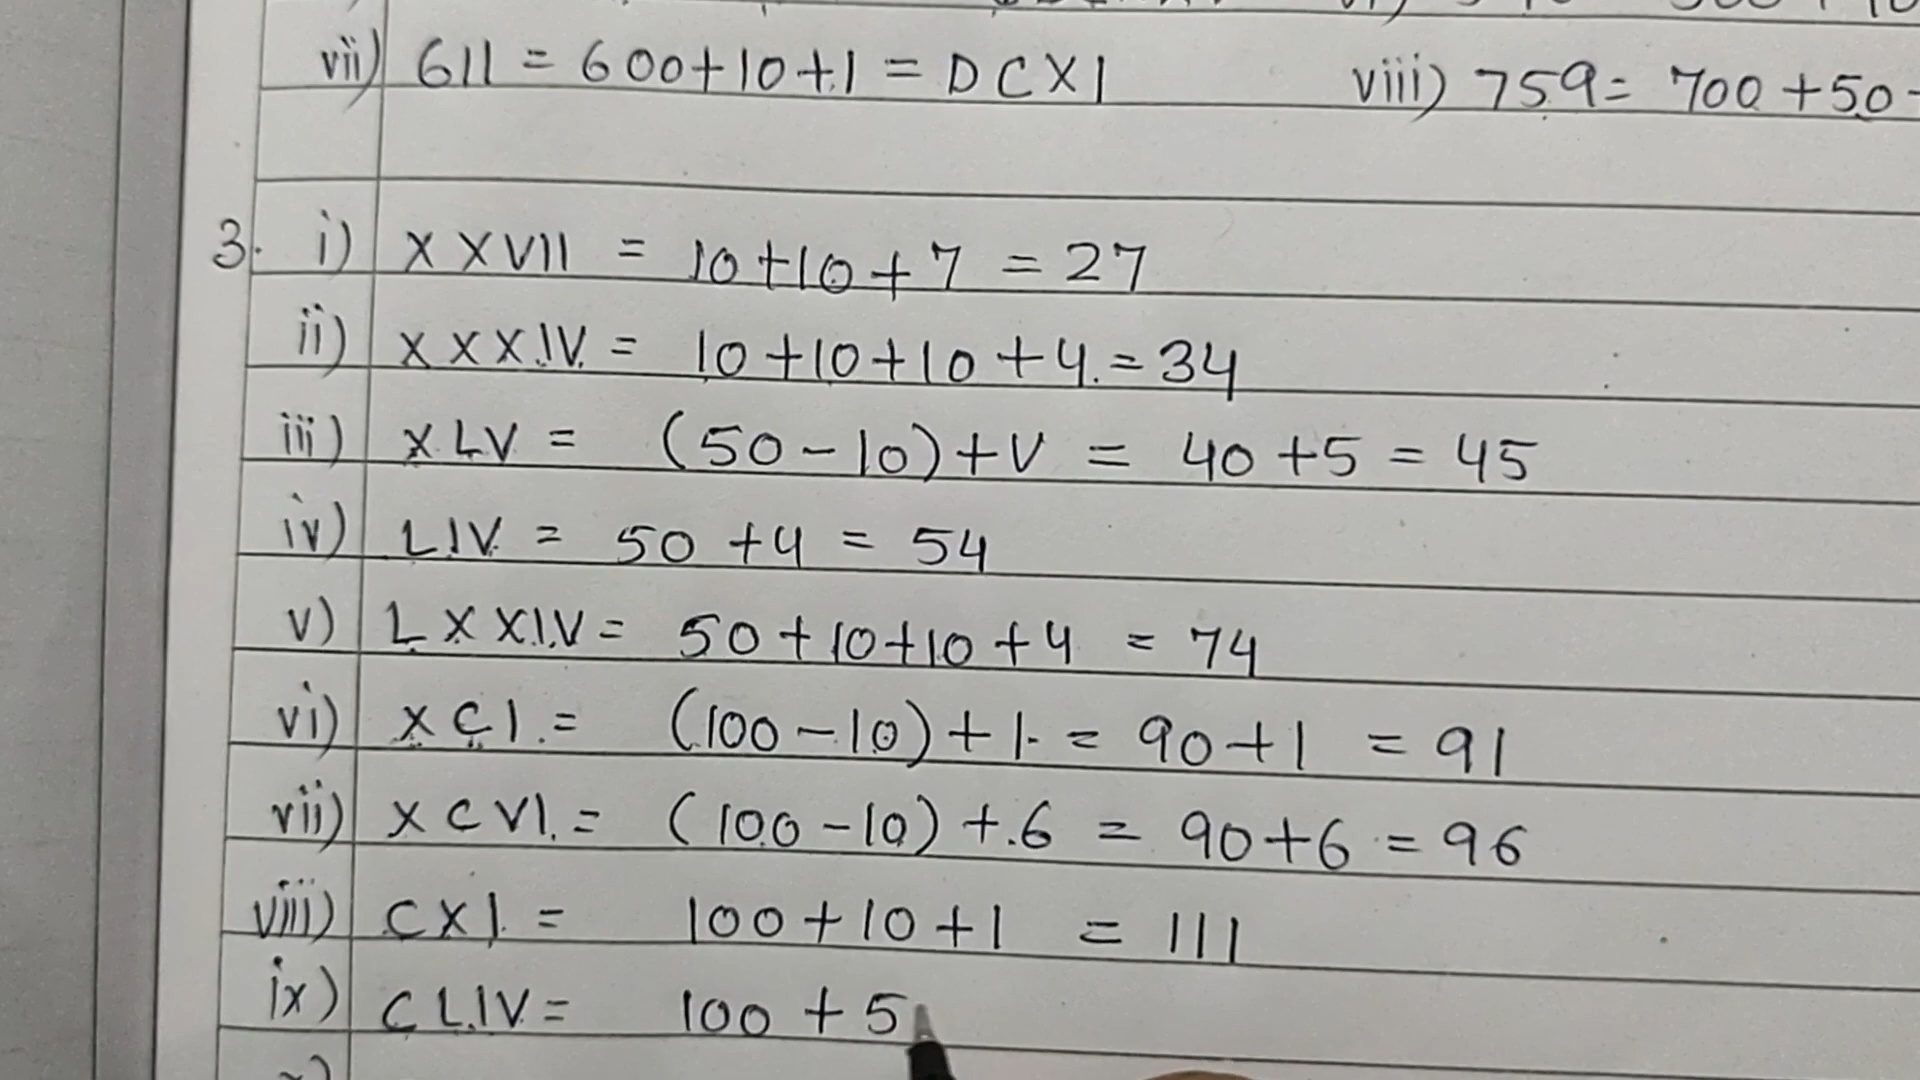 vii) 611 = 600+10+1 = DCXI viii) 759 = 700 +50
3. i) XXVII = 10+10+7 = 27
ii) XXXIV = 10+10+10+4 = 34
iii) XLV = (50-10)+V = 40+5 = 45
iv) LIV = 50+4 = 54
v) LXXIV = 50+10+10+4 = 74
vi) XCI = (100-10)+1 = 90+1 = 91
vii) XCVI = (100-10)+6 = 90+6 = 96
viii) CXI = 100+10+1 = 111
ix) CLIV = 100 + 5